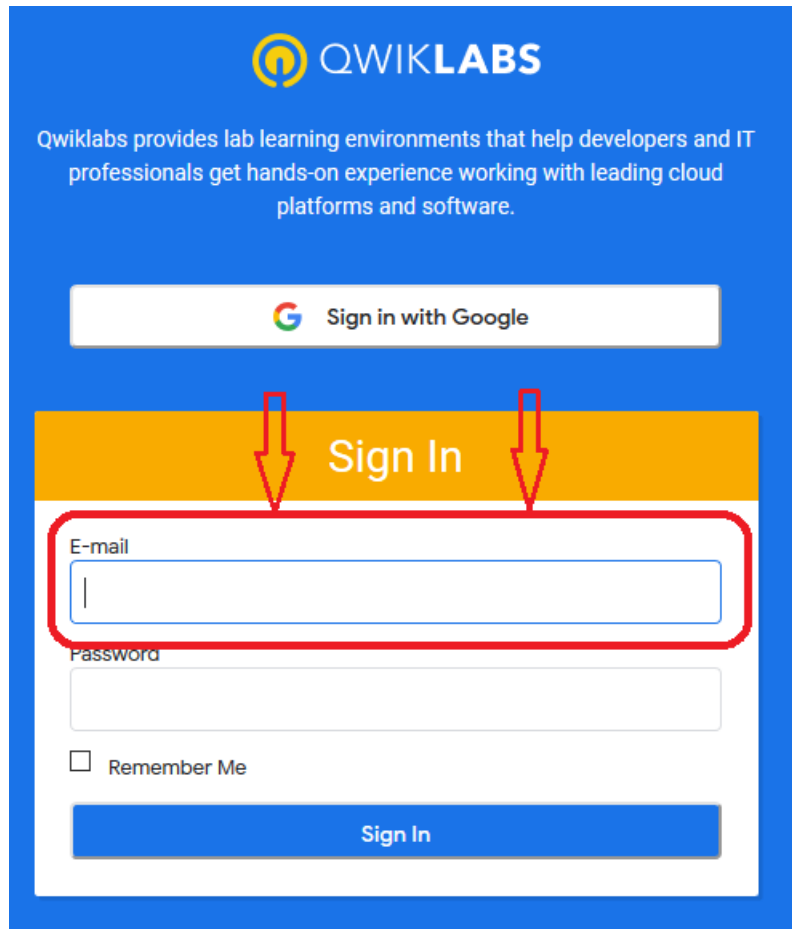 QWIKLABS
Qwiklabs provides lab learning environments that help developers and IT
professionals get hands-on experience working with leading cloud
platforms and software.
Sign in with Google
Sign In
E-mail
Password
Remember Me
Sign In